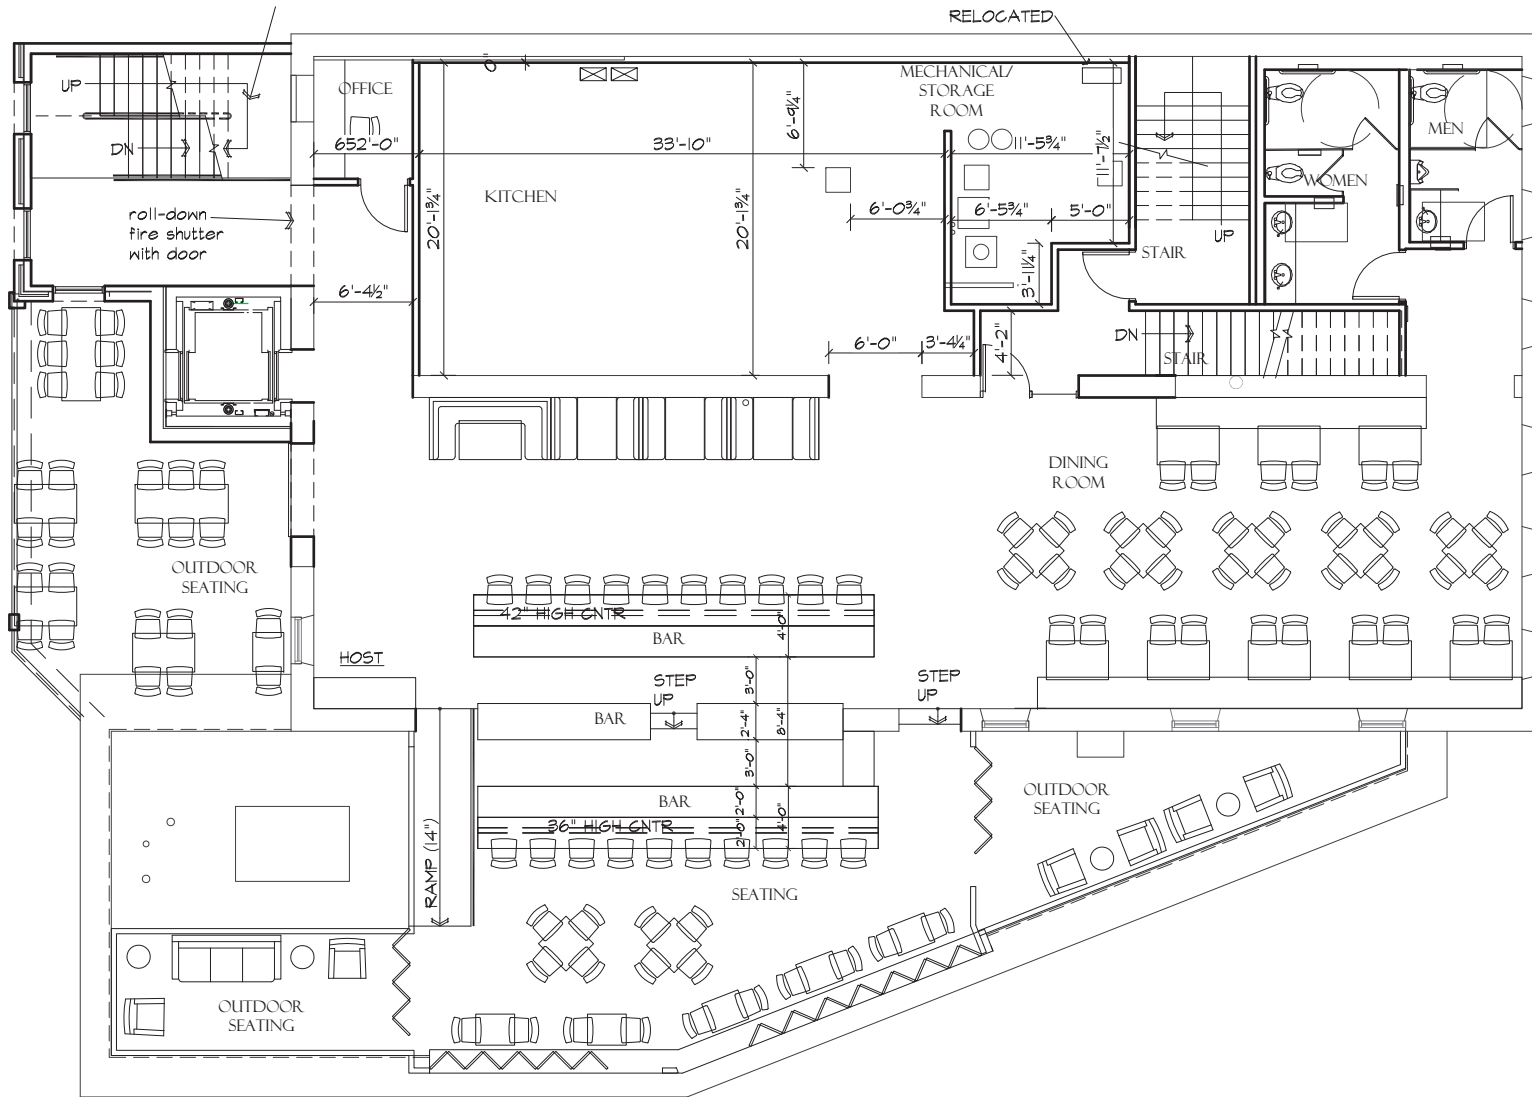 RELOCATED
UP
OFFICE
0"
MECHANICAL/
STORAGE
ROOM
6'-9¼"
MEN
DN
652'-0"
33'-10"
11'-5¾"
11'-7½"
KITCHEN
WOMEN
roll-down
fire shutter
with door
20'-1¾"
20'-1¾"
6'-0¾"
6'-5¾"
5'-0"
UP
STAIR
3'-11¼"
6'-4½"
6'-0"
3'-4¼"
4'-2"
DN
STAIR
DINING
ROOM
OUTDOOR
SEATING
42" HIGH CNTR
4'-0"
BAR
HOST
STEP
UP
3'-0"
STEP
UP
BAR
2'-4"
8'-4"
3'-0"
OUTDOOR
SEATING
BAR
2'-0"
36" HIGH CNTR
2'-0"
4'-0"
RAMP (14")
SEATING
OUTDOOR
SEATING